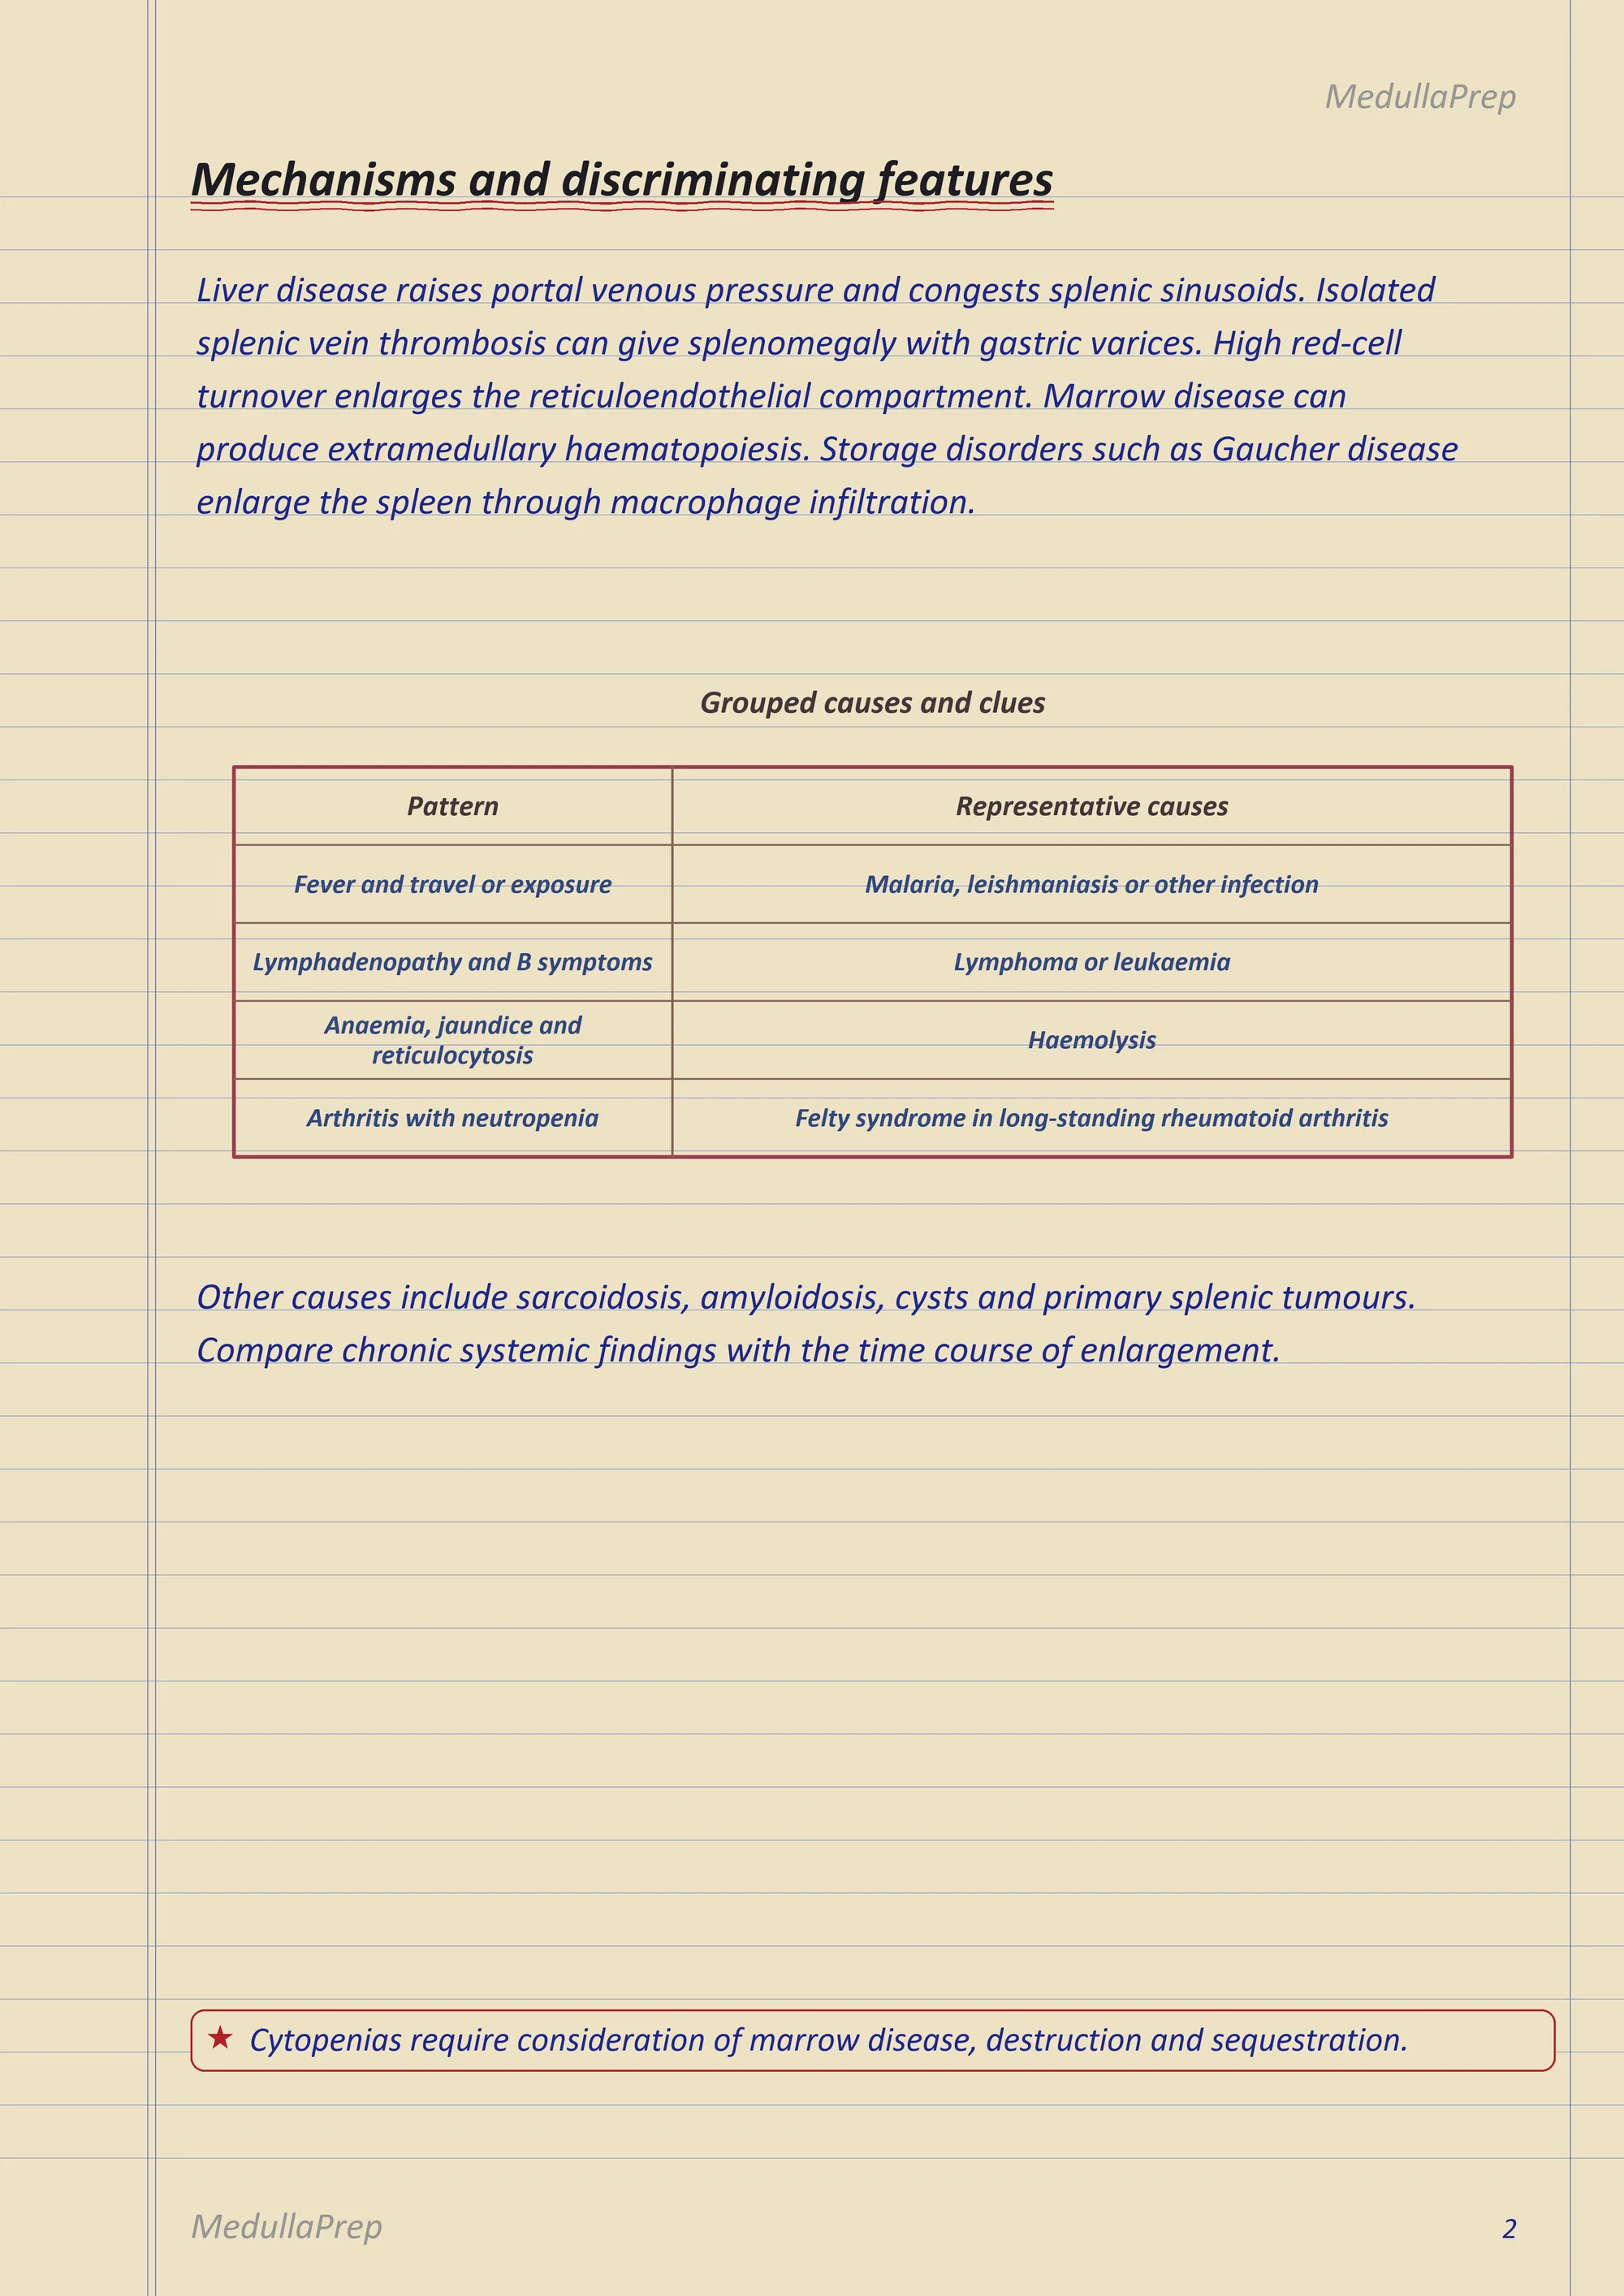 MedullaPrep
Mechanisms and discriminating features
Liver disease raises portal venous pressure and congests splenic sinusoids. Isolated
splenic vein thrombosis can give splenomegaly with gastric varices. High red-cell
turnover enlarges the reticuloendothelial compartment. Marrow disease can
produce extramedullary haematopoiesis. Storage disorders such as Gaucher disease
enlarge the spleen through macrophage infiltration.
Grouped causes and clues
Pattern Representative causes
Fever and travel or exposure Malaria, leishmaniasis or other infection
Lymphadenopathy and B symptoms Lymphoma or leukaemia
Anaemia, jaundice and
reticulocytosis Haemolysis
Arthritis with neutropenia Felty syndrome in long-standing rheumatoid arthritis
Other causes include sarcoidosis, amyloidosis, cysts and primary splenic tumours.
Compare chronic systemic findings with the time course of enlargement.
★ Cytopenias require consideration of marrow disease, destruction and sequestration.
MedullaPrep 2